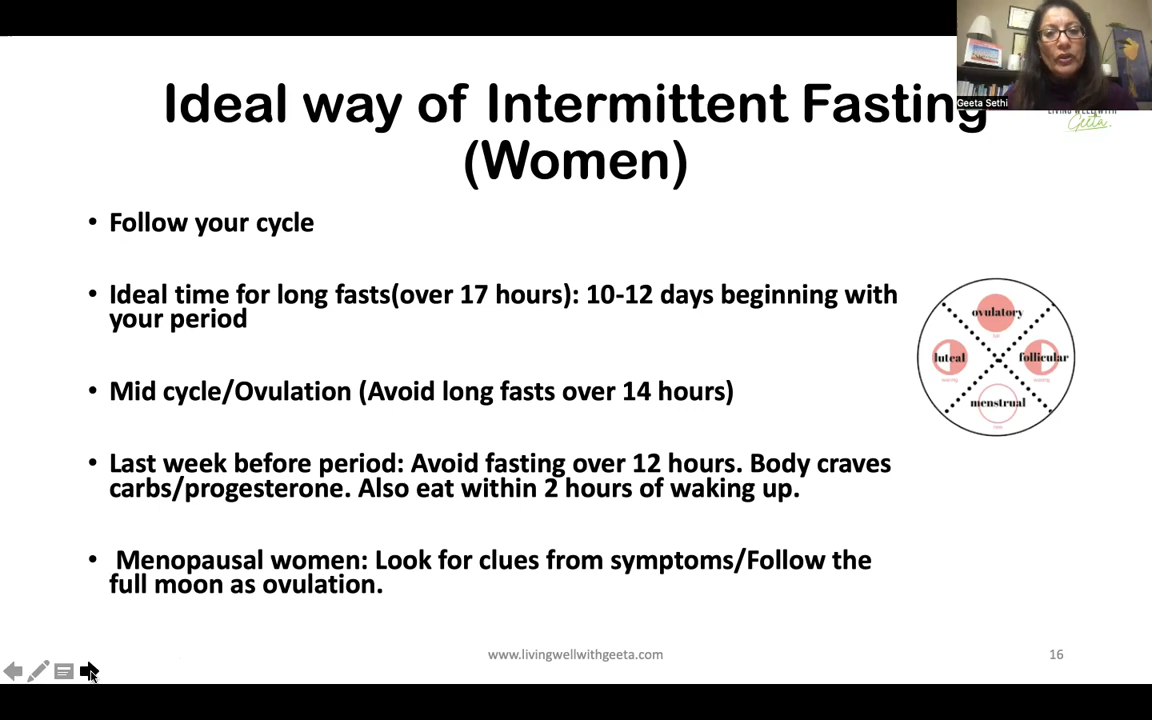 Ideal way of Intermittent Fasting
(Women)
Geeta Sethi
Geeta.
• Follow your cycle
• Ideal time for long fasts(over 17 hours): 10-12 days beginning with
your period
• Mid cycle/Ovulation (Avoid long fasts over 14 hours)
• Last week before period: Avoid fasting over 12 hours. Body craves
carbs/progesterone. Also eat within 2 hours of waking up.
• Menopausal women: Look for clues from symptoms/Follow the
full moon as ovulation.
ovulatory
luteal
follicular
menstrual
www.livingwellwithgeeta.com
16